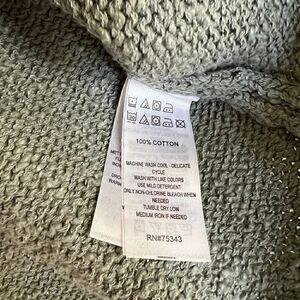 100% COTTON
MACHINE WASH COOL - DELICATE
CYCLE
WASH WITH LIKE COLORS
USE MILD DETERGENT
ONLY NON-CHLORINE BLEACH WHEN
NEEDED
TUMBLE DRY LOW
MEDIUM IRON IF NEEDED
RN#75343